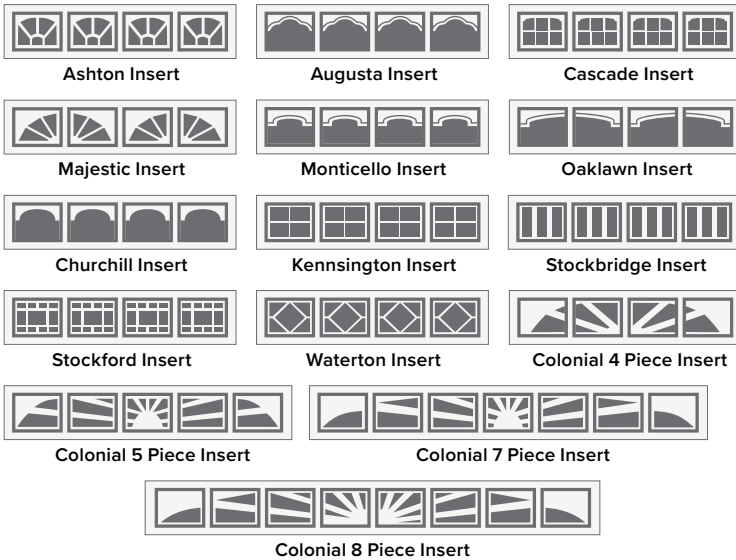 Ashton Insert
Augusta Insert
Cascade Insert
Majestic Insert
Monticello Insert
Oaklawn Insert
Churchill Insert
Kennsington Insert
Stockbridge Insert
Stockford Insert
Waterton Insert
Colonial 4 Piece Insert
Colonial 5 Piece Insert
Colonial 7 Piece Insert
Colonial 8 Piece Insert